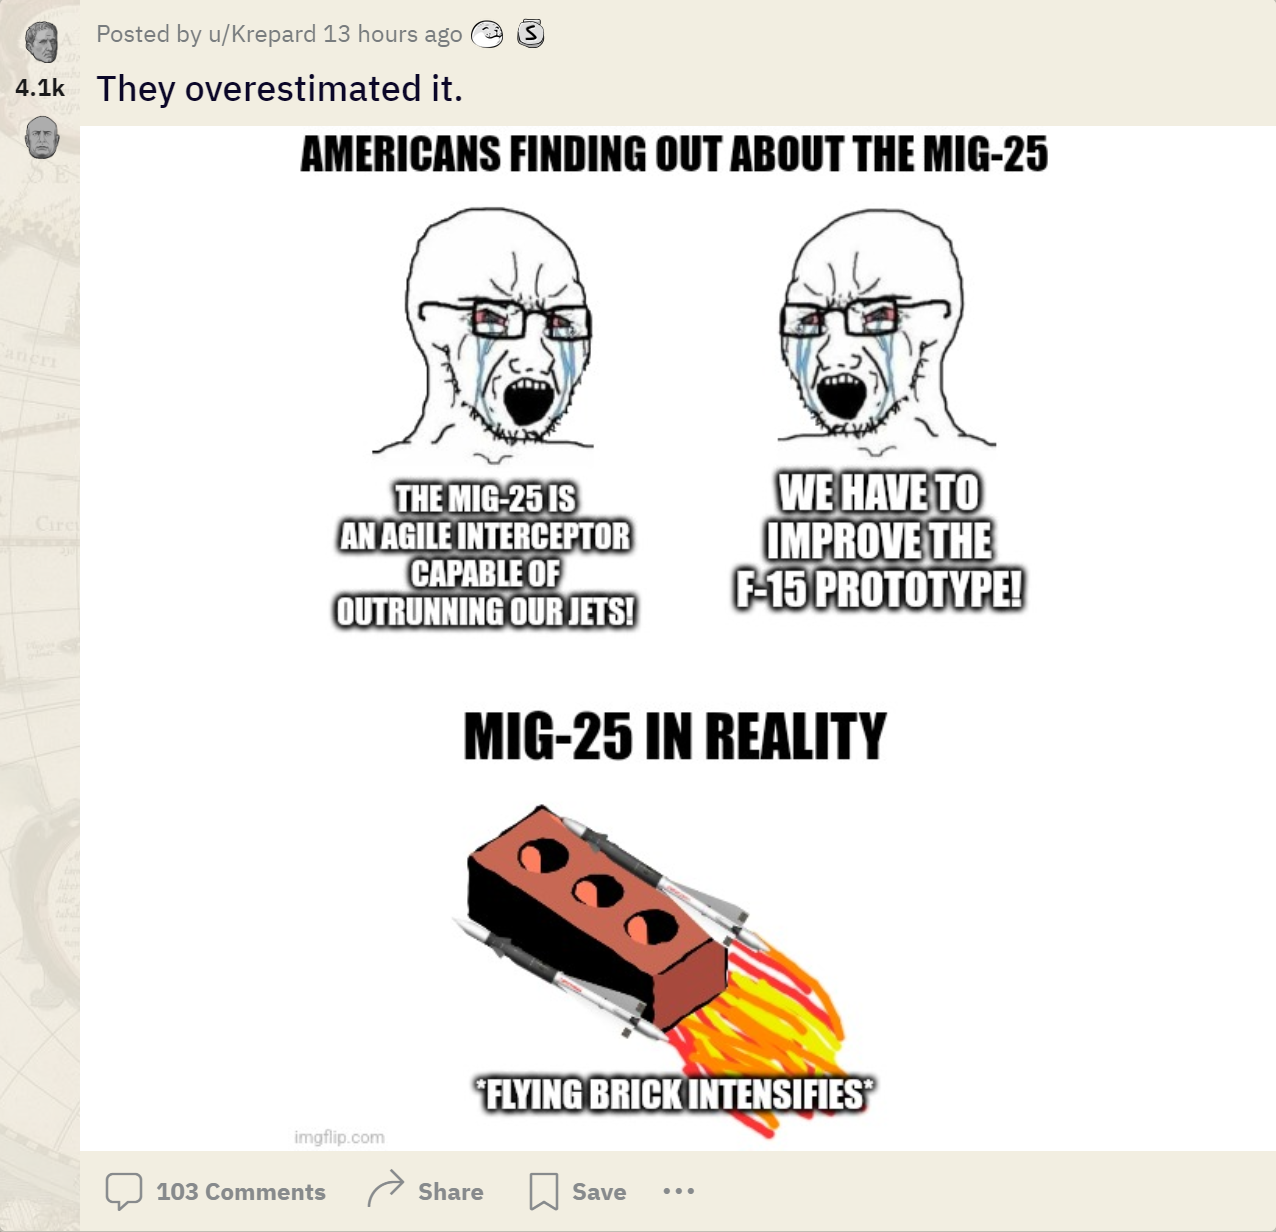 Posted by u/Krepard 13 hours ago
4.1k
They overestimated it.
AMERICANS FINDING OUT ABOUT THE MIG-25
THE MIG-25 IS
AN AGILE INTERCEPTOR
CAPABLE OF
OUTRUNNING OUR JETS!
WE HAVE TO
IMPROVE THE
F-15 PROTOTYPE!
MIG-25 IN REALITY
*FLYING BRICK INTENSIFIES*
imgflip.com
103 Comments
Share
Save